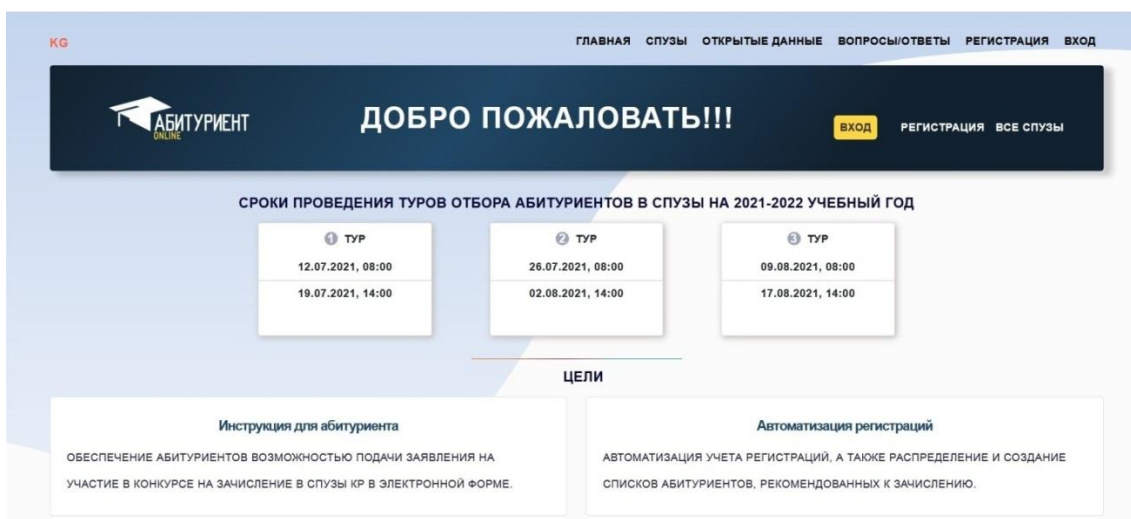 KG
ГЛАВНАЯ СПУЗЫ ОТКРЫТЫЕ ДАННЫЕ ВОПРОСЫ/ОТВЕТЫ РЕГИСТРАЦИЯ ВХОД
АБИТУРИЕНТ
ONLINE
ДОБРО ПОЖАЛОВАТЬ!!!
ВХОД РЕГИСТРАЦИЯ ВСЕ СПУЗЫ
СРОКИ ПРОВЕДЕНИЯ ТУРОВ ОТБОРА АБИТУРИЕНТОВ В СПУЗЫ НА 2021-2022 УЧЕБНЫЙ ГОД
1 ТУР
12.07.2021, 08:00
19.07.2021, 14:00
2 ТУР
26.07.2021, 08:00
02.08.2021, 14:00
3 ТУР
09.08.2021, 08:00
17.08.2021, 14:00
ЦЕЛИ
Инструкция для абитуриента
ОБЕСПЕЧЕНИЕ АБИТУРИЕНТОВ ВОЗМОЖНОСТЬЮ ПОДАЧИ ЗАЯВЛЕНИЯ НА
УЧАСТИЕ В КОНКУРСЕ НА ЗАЧИСЛЕНИЕ В СПУЗЫ КР В ЭЛЕКТРОННОЙ ФОРМЕ.
Автоматизация регистраций
АВТОМАТИЗАЦИЯ УЧЕТА РЕГИСТРАЦИЙ, А ТАКЖЕ РАСПРЕДЕЛЕНИЕ И СОЗДАНИЕ
СПИСКОВ АБИТУРИЕНТОВ, РЕКОМЕНДОВАННЫХ К ЗАЧИСЛЕНИЮ.